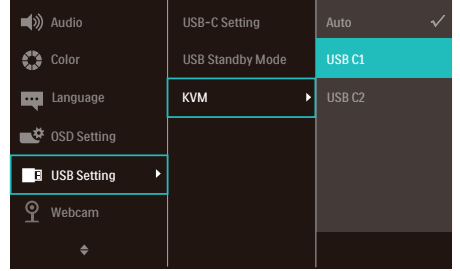 Audio
Color
Language
OSD Setting
USB Setting
Webcam
USB-C Setting
USB Standby Mode
KVM
Auto
USB C1
USB C2